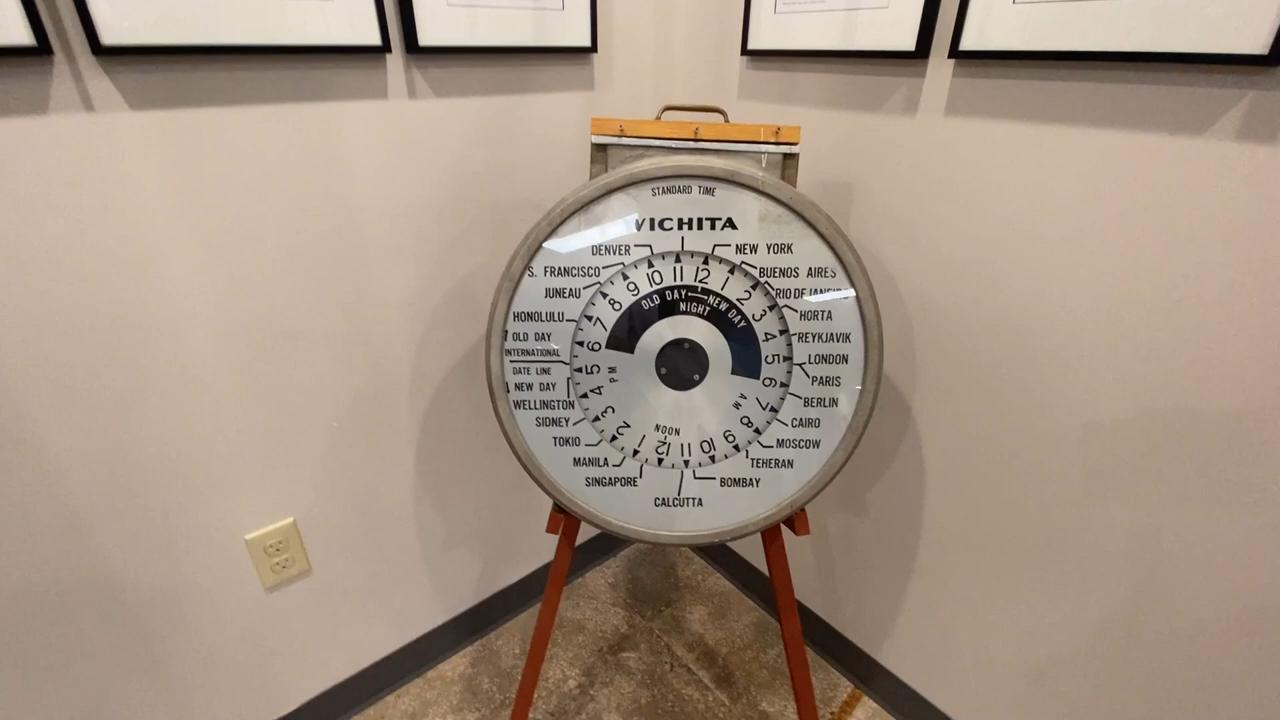 STANDARD TIME
WICHITA
DENVER
NEW YORK
S. FRANCISCO
BUENOS AIRES
JUNEAU
RIO DE JANEIRO
HONOLULU
HORTA
OLD DAY
REYKJAVIK
INTERNATIONAL
LONDON
DATE LINE
PARIS
NEW DAY
WELLINGTON
BERLIN
SIDNEY
CAIRO
TOKIO
MOSCOW
MANILA
TEHERAN
SINGAPORE
BOMBAY
CALCUTTA
12 1 2 3 4 5 6 7 8 9 10 11 12 1 2 3 4 5 6 7 8 9 10 11
OLD DAY NEW DAY
NIGHT
PM
AM
NOON